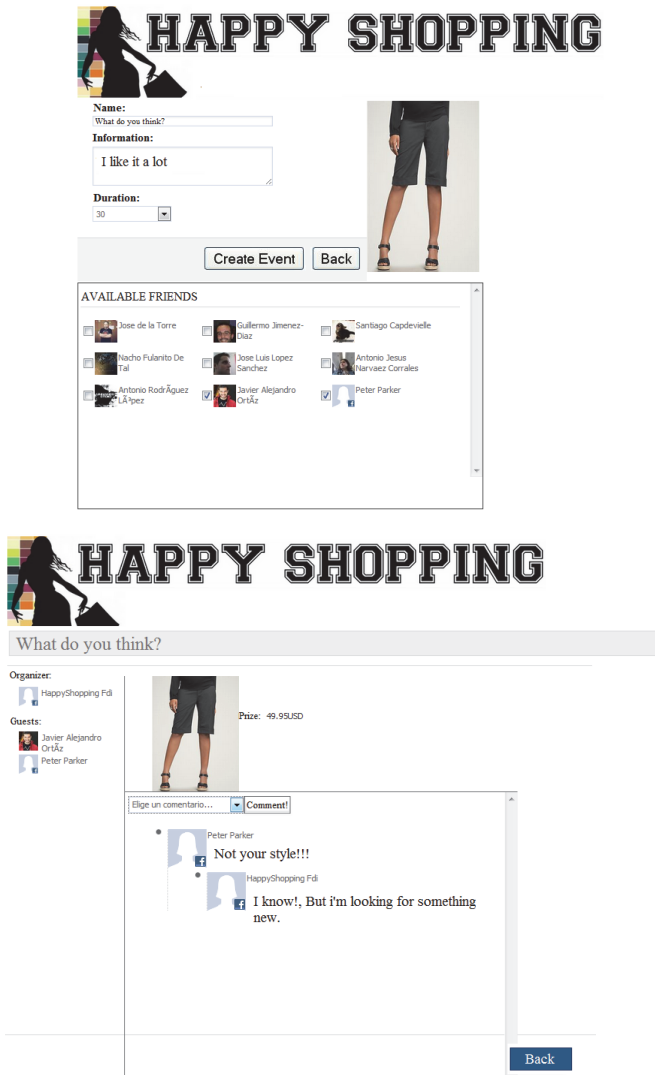 HAPPY SHOPPING
Name:
What do you think?
Information:
I like it a lot
Duration:
30
Create Event Back
AVAILABLE FRIENDS
Jose de la Torre
Guillermo Jimenez-
Diaz
Santiago Capdevielle
Nacho Fulanito De
Tal
Jose Luis Lopez
Sanchez
Antonio Jesus
Narvaez Corrales
Antonio RodrÃguez
LÃ³pez
Javier Alejandro
OrtÃz
Peter Parker
HAPPY SHOPPING
What do you think?
Organizer:
HappyShopping Fdi
Guests:
Javier Alejandro
OrtÃz
Peter Parker
Prize: 49.95USD
Elige un comentario... Comment!
Peter Parker
Not your style!!!
HappyShopping Fdi
I know!, But i'm looking for something
new.
Back